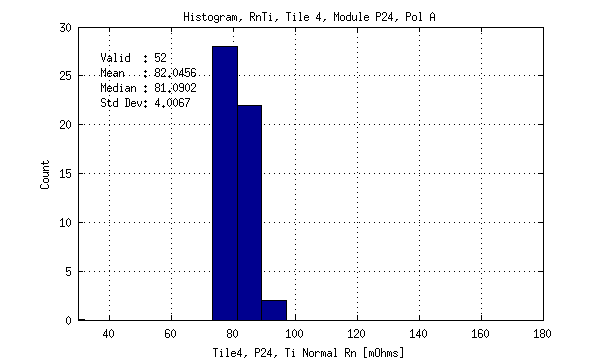 Histogram, RnTi, Tile 4, Module P24, Pol A
30
25
20
15
10
5
0
Count
Valid : 52
Mean : 82.0456
Median : 81.0902
Std Dev: 4.0067
40 60 80 100 120 140 160 180
Tile4, P24, Ti Normal Rn [mOhms]